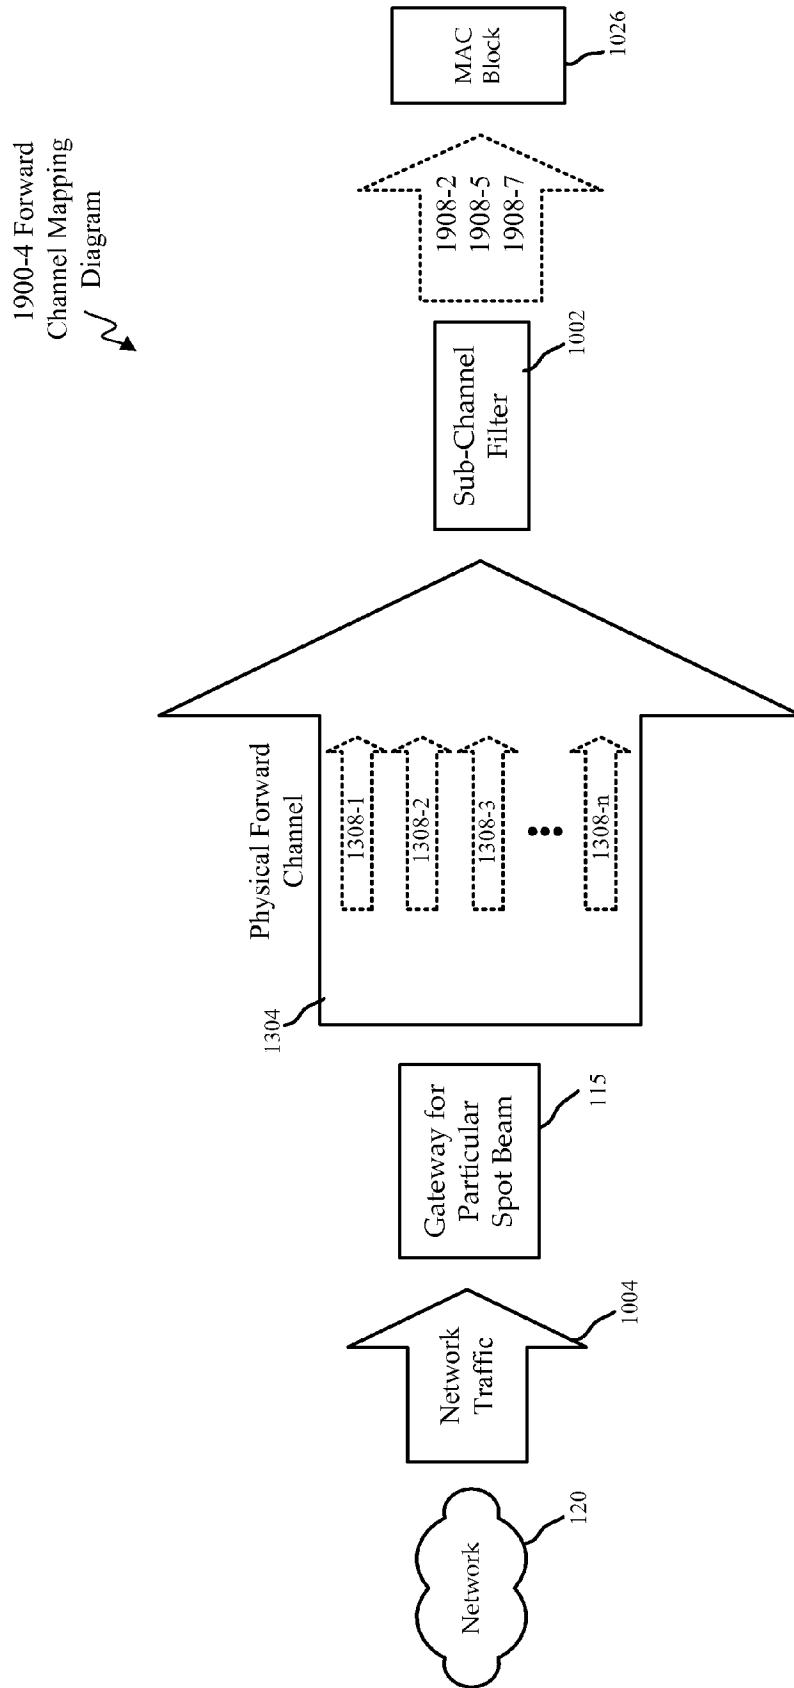 1900-4 Forward
Channel Mapping
Diagram
Network
120
Network
Traffic
1004
Gateway for
Particular
Spot Beam
115
Physical Forward
Channel
1304
1308-1
1308-2
1308-3
1308-n
Sub-Channel
Filter
1002
1908-2
1908-5
1908-7
MAC
Block
1026